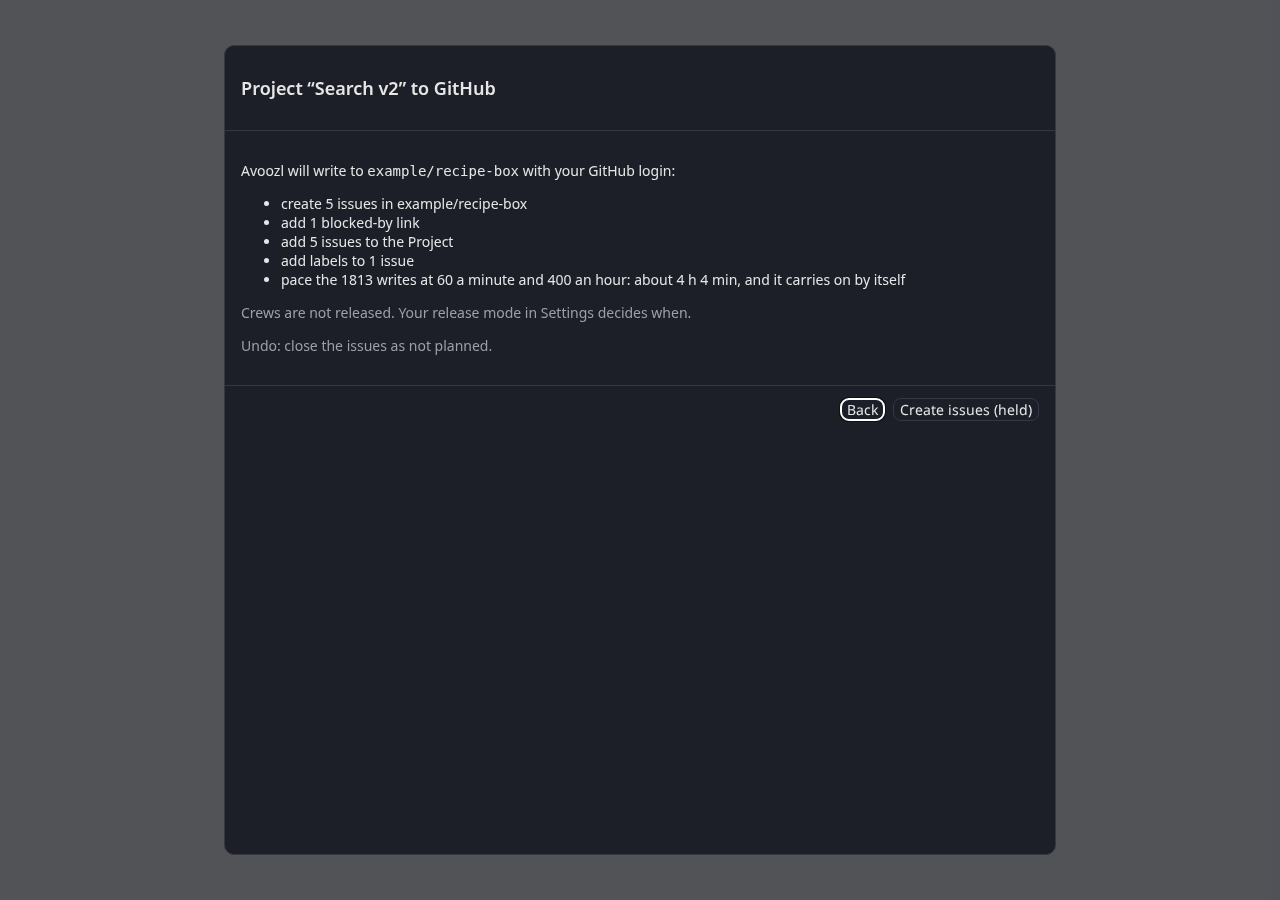 Project “Search v2” to GitHub
Avoozl will write to example/recipe-box with your GitHub login:
• create 5 issues in example/recipe-box
• add 1 blocked-by link
• add 5 issues to the Project
• add labels to 1 issue
• pace the 1813 writes at 60 a minute and 400 an hour: about 4 h 4 min, and it carries on by itself
Crews are not released. Your release mode in Settings decides when.
Undo: close the issues as not planned.
Back Create issues (held)